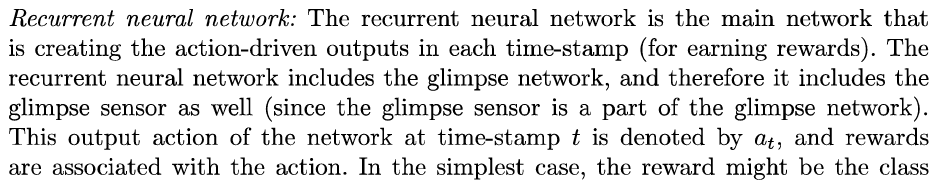 Recurrent neural network: The recurrent neural network is the main network that
is creating the action-driven outputs in each time-stamp (for earning rewards). The
recurrent neural network includes the glimpse network, and therefore it includes the
glimpse sensor as well (since the glimpse sensor is a part of the glimpse network).
This output action of the network at time-stamp t is denoted by aₜ, and rewards
are associated with the action. In the simplest case, the reward might be the class